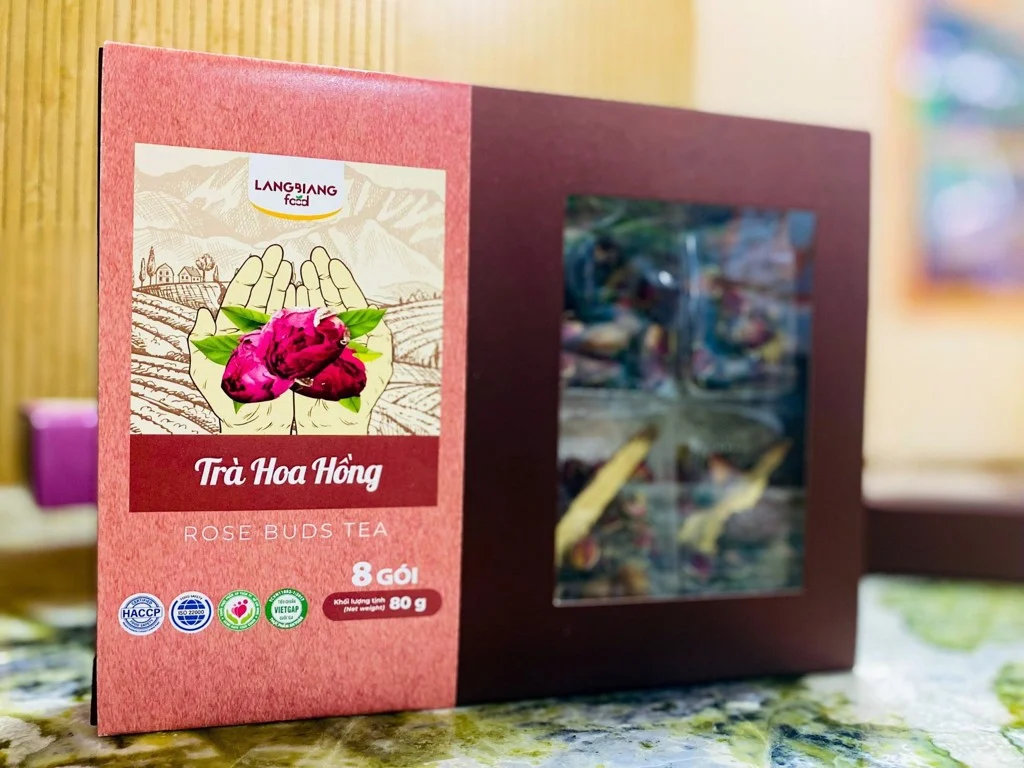 LANGBIANG
food
Trà Hoa Hồng
ROSE BUDS TEA
8 GÓI
Khối lượng tịnh
(Net weight)
80 g
HACCP
ISO 22000
VIETGAP